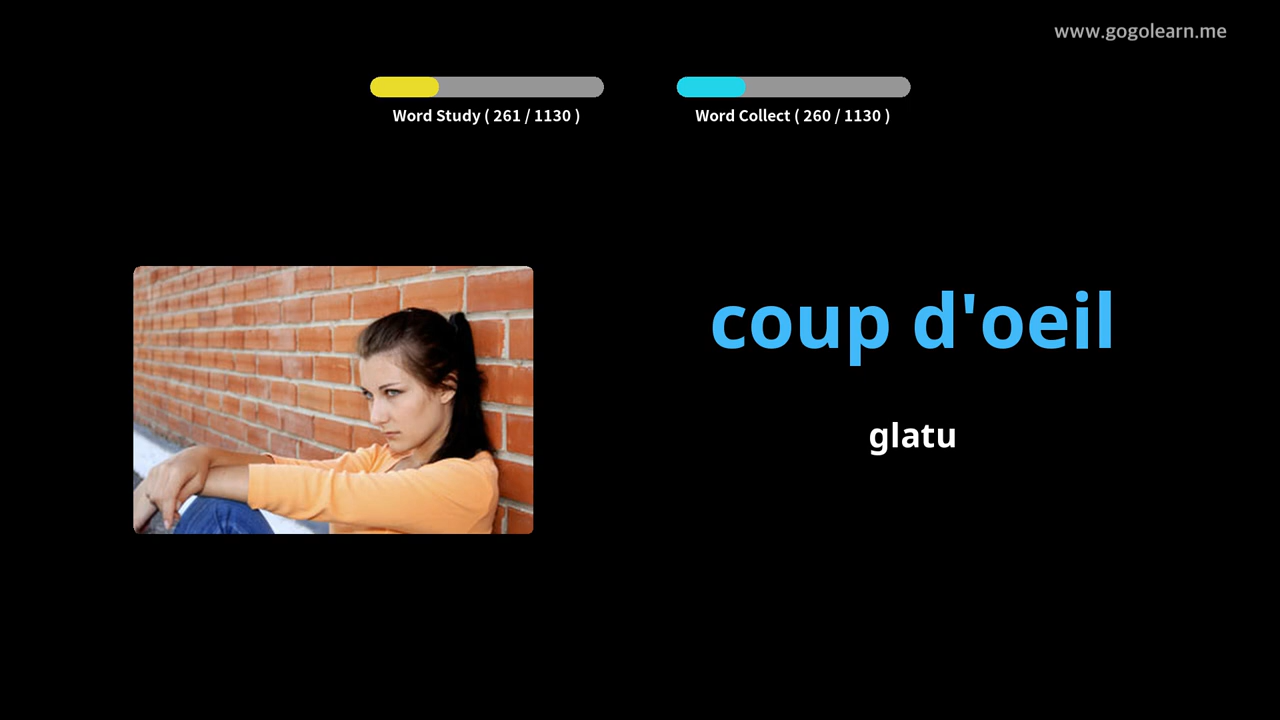 www.gogolearn.me
Word Study ( 261 / 1130 )
Word Collect ( 260 / 1130 )
coup d'oeil
glatu